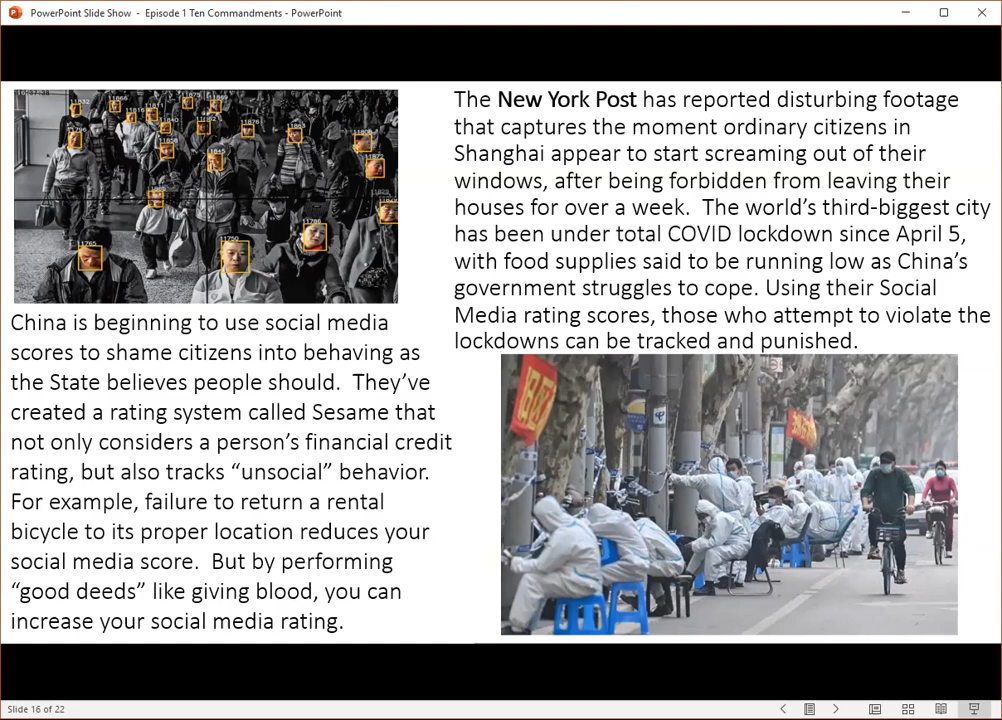 PowerPoint Slide Show - Episode 1 Ten Commandments - PowerPoint
China is beginning to use social media
scores to shame citizens into behaving as
the State believes people should. They’ve
created a rating system called Sesame that
not only considers a person’s financial credit
rating, but also tracks “unsocial” behavior.
For example, failure to return a rental
bicycle to its proper location reduces your
social media score. But by performing
“good deeds” like giving blood, you can
increase your social media rating.
The New York Post has reported disturbing footage
that captures the moment ordinary citizens in
Shanghai appear to start screaming out of their
windows, after being forbidden from leaving their
houses for over a week. The world’s third-biggest city
has been under total COVID lockdown since April 5,
with food supplies said to be running low as China’s
government struggles to cope. Using their Social
Media rating scores, those who attempt to violate the
lockdowns can be tracked and punished.
Slide 16 of 22